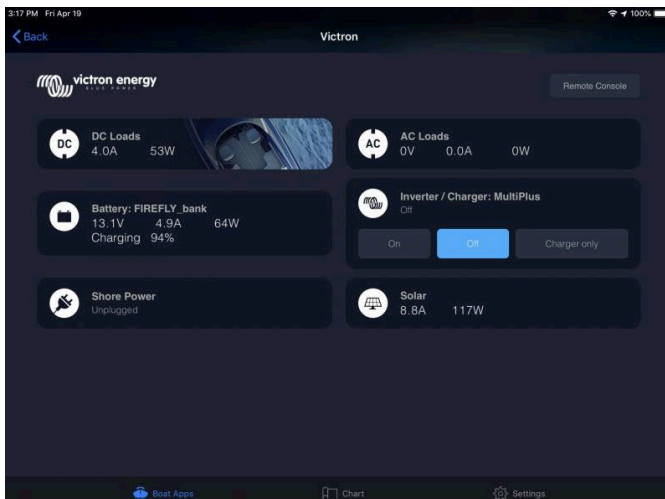 3:17 PM Fri Apr 19
100%
Back
Victron
victron energy
BLUE POWER
Remote Console
DC
DC Loads
4.0A 53W
AC
AC Loads
0V 0.0A 0W
Battery: FIREFLY_bank
13.1V 4.9A 64W
Charging 94%
Inverter / Charger: MultiPlus
Off
On Off Charger only
Shore Power
Unplugged
Solar
8.8A 117W
Boat Apps Chart Settings